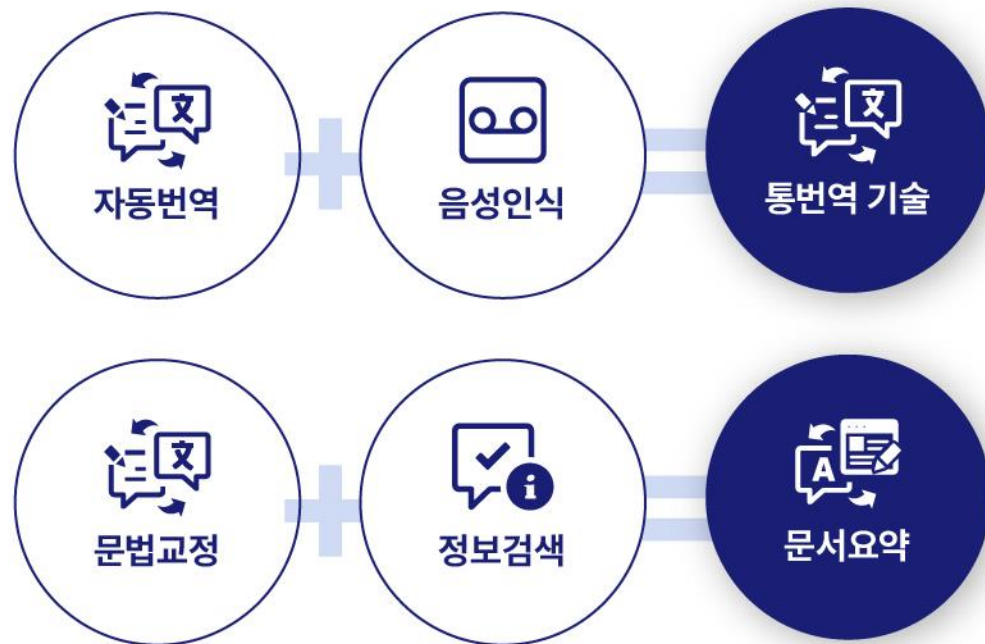 자동번역
음성인식
통번역 기술
문법교정
정보검색
문서요약